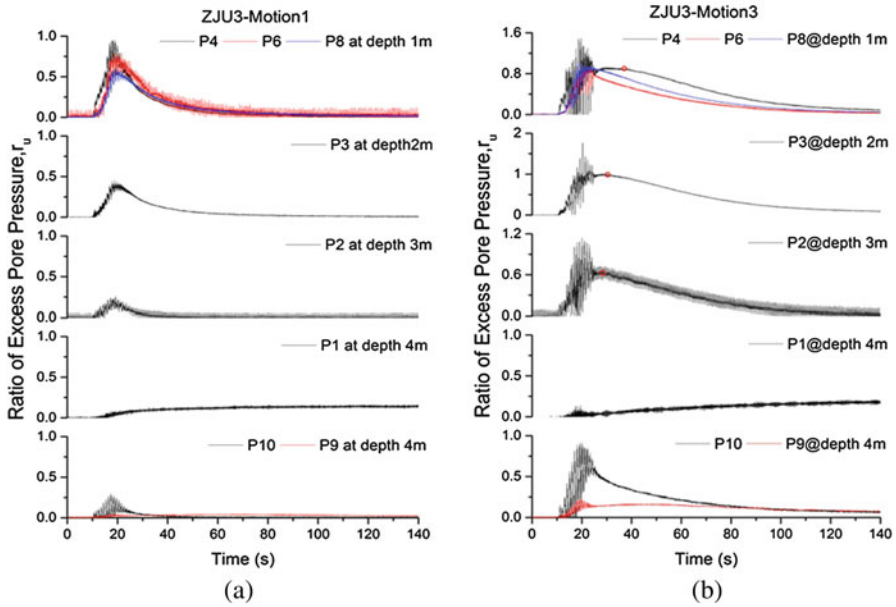 ZJU3-Motion1
Ratio of Excess Pore Pressure,r_u
1.0
0.5
0.0
P4 P6 P8 at depth 1m
1.0
0.5
0.0
P3 at depth2m
1.0
0.5
0.0
P2 at depth 3m
1.0
0.5
0.0
P1 at depth 4m
1.0
0.5
0.0
P10 P9 at depth 4m
0 20 40 60 80 100 120 140
Time (s)
(a)
ZJU3-Motion3
Ratio of Excess Pore Pressure,r_u
1.6
0.8
0.0
P4 P6 P8@depth 1m
2
1
0
P3@depth 2m
1.2
0.6
0.0
P2@depth 3m
1.0
0.5
0.0
P1@depth 4m
1.0
0.5
0.0
P10 P9@depth 4m
0 20 40 60 80 100 120 140
Time (s)
(b)